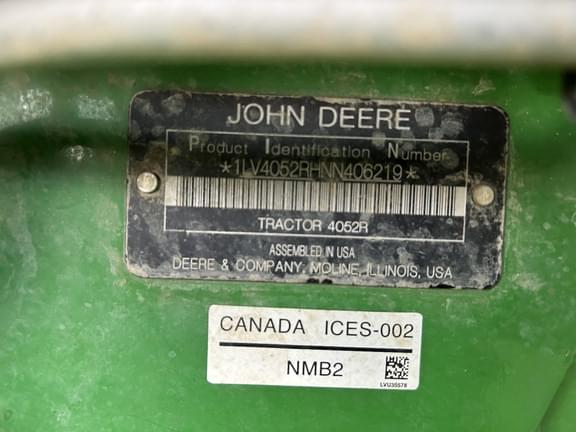 JOHN DEERE
Product Identification Number
*1LV4052RHNN406219*
TRACTOR 4052R
ASSEMBLED IN USA
DEERE & COMPANY, MOLINE, ILLINOIS, USA
CANADA ICES-002
NMB2
LVU35578